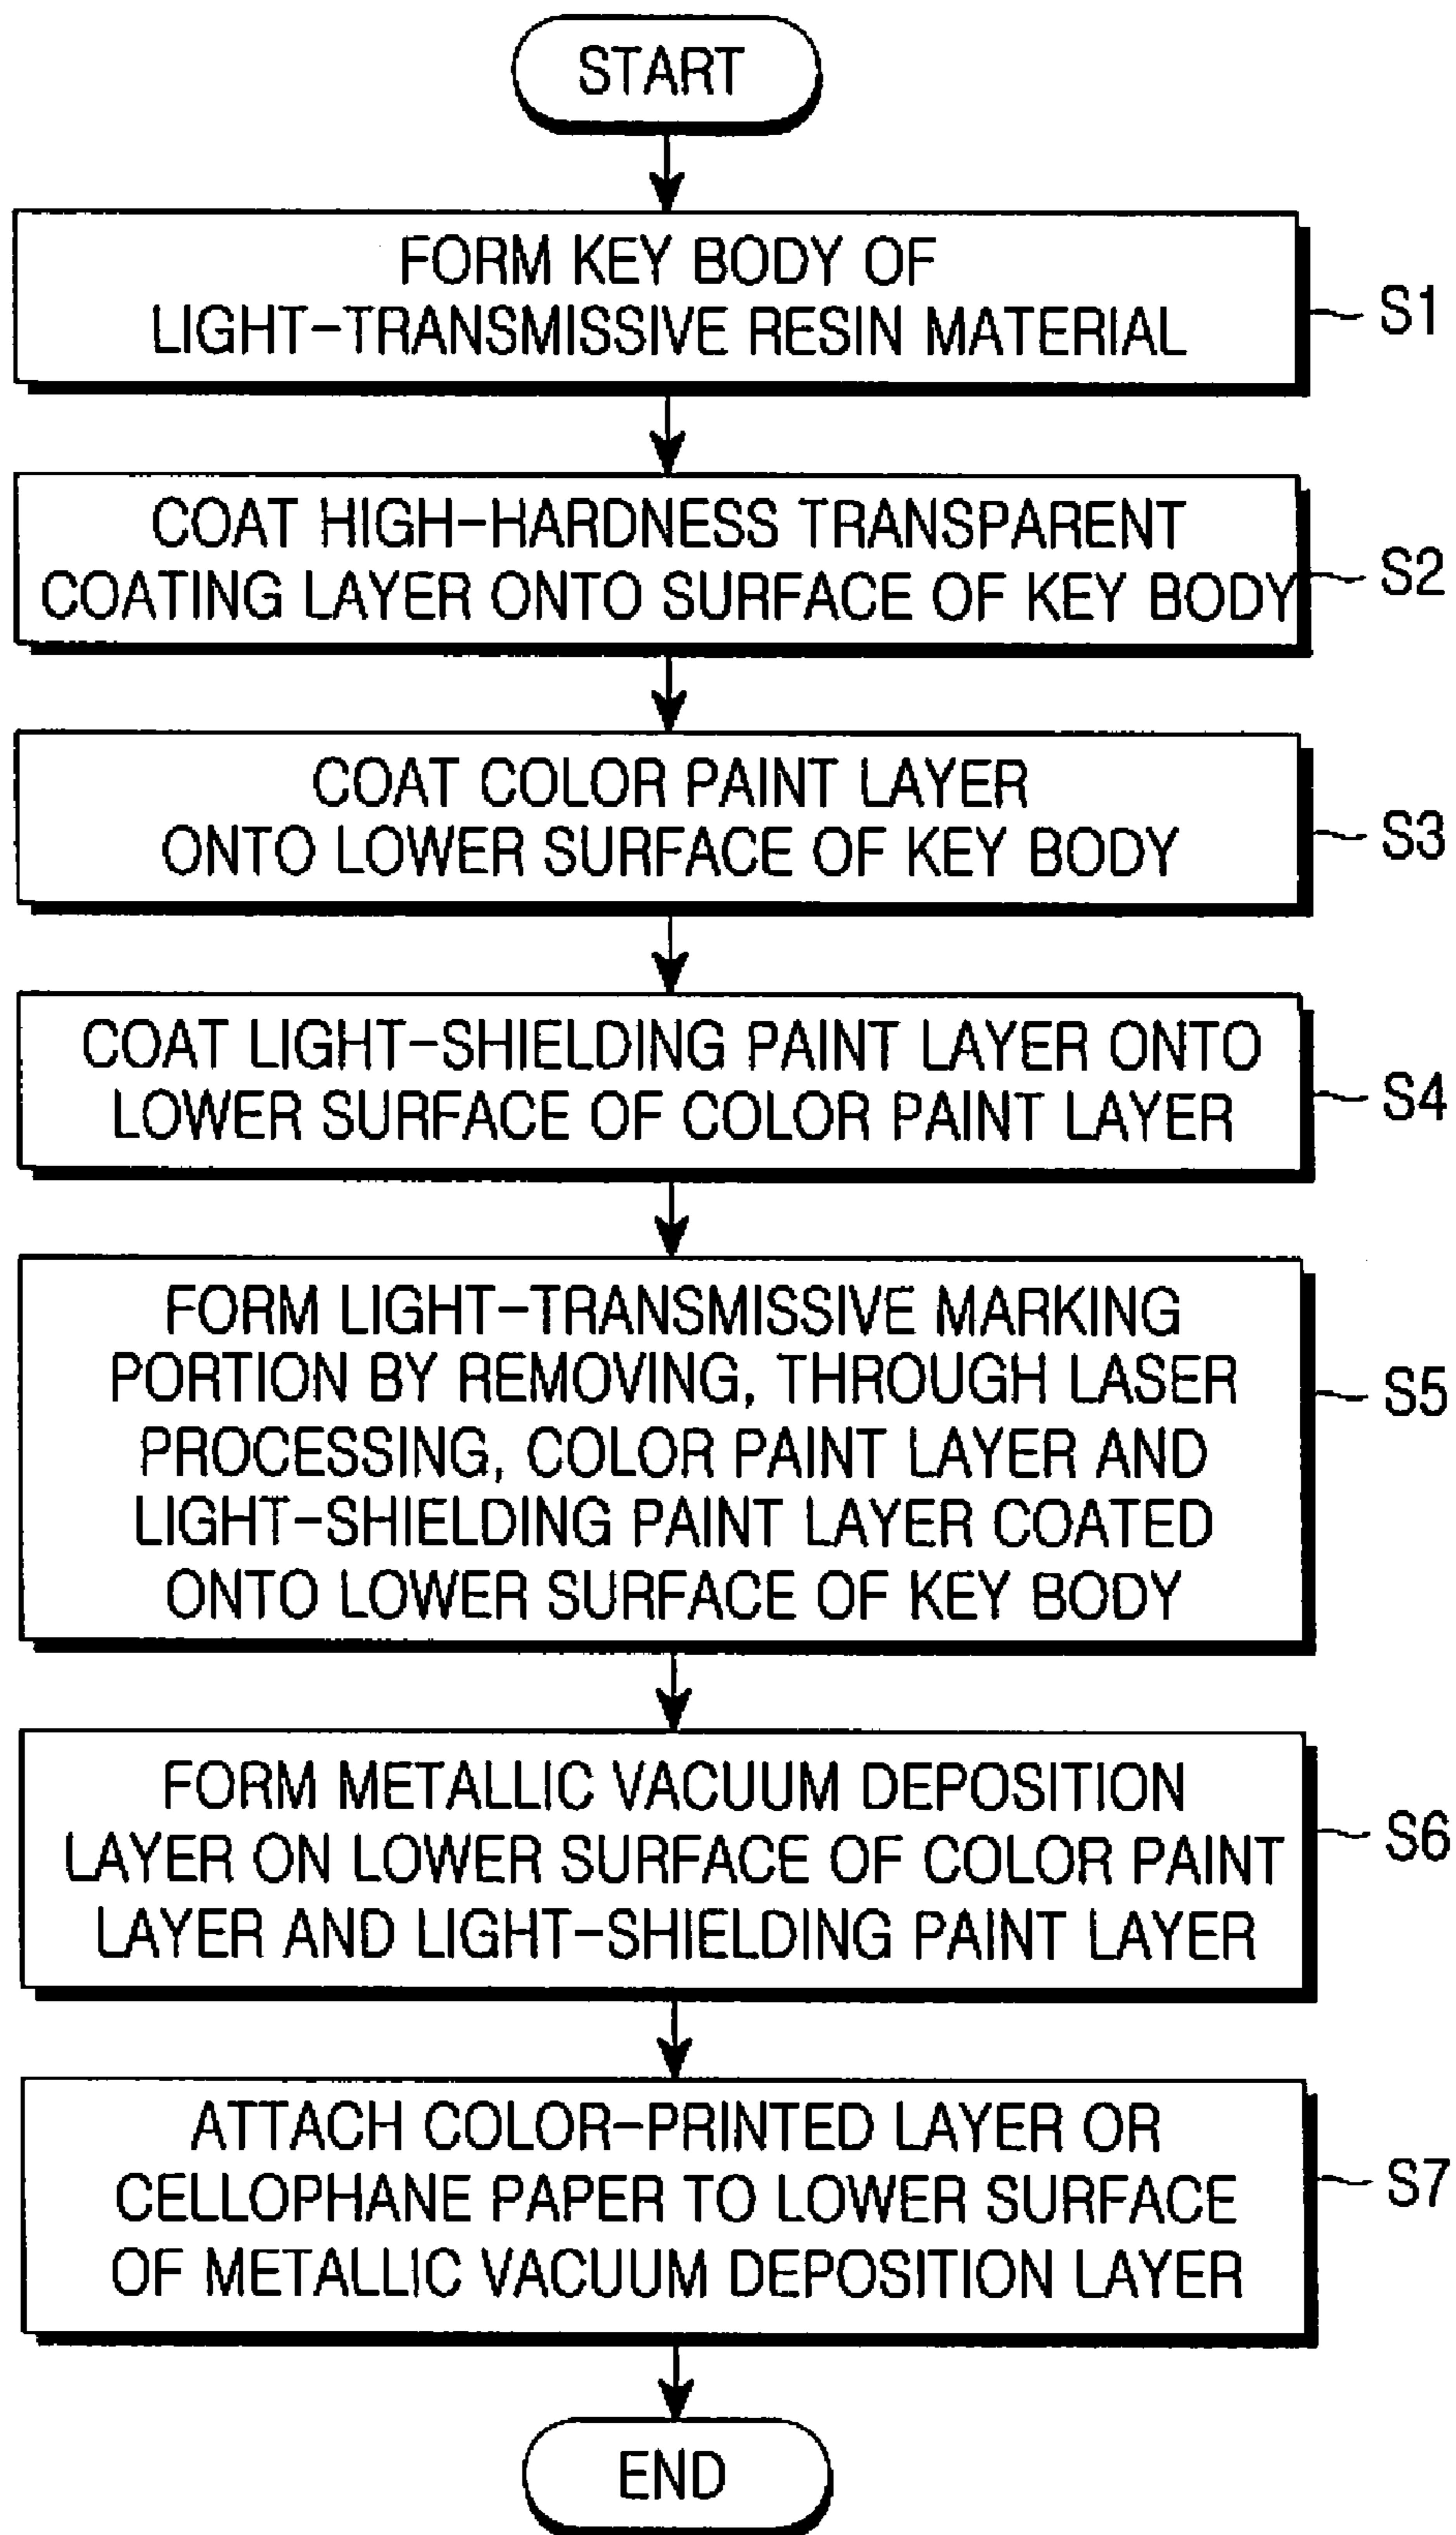 START
FORM KEY BODY OF
LIGHT-TRANSMISSIVE RESIN MATERIAL
S1
COAT HIGH-HARDNESS TRANSPARENT
COATING LAYER ONTO SURFACE OF KEY BODY
S2
COAT COLOR PAINT LAYER
ONTO LOWER SURFACE OF KEY BODY
S3
COAT LIGHT-SHIELDING PAINT LAYER ONTO
LOWER SURFACE OF COLOR PAINT LAYER
S4
FORM LIGHT-TRANSMISSIVE MARKING
PORTION BY REMOVING, THROUGH LASER
PROCESSING, COLOR PAINT LAYER AND
LIGHT-SHIELDING PAINT LAYER COATED
ONTO LOWER SURFACE OF KEY BODY
S5
FORM METALLIC VACUUM DEPOSITION
LAYER ON LOWER SURFACE OF COLOR PAINT
LAYER AND LIGHT-SHIELDING PAINT LAYER
S6
ATTACH COLOR-PRINTED LAYER OR
CELLOPHANE PAPER TO LOWER SURFACE
OF METALLIC VACUUM DEPOSITION LAYER
S7
END